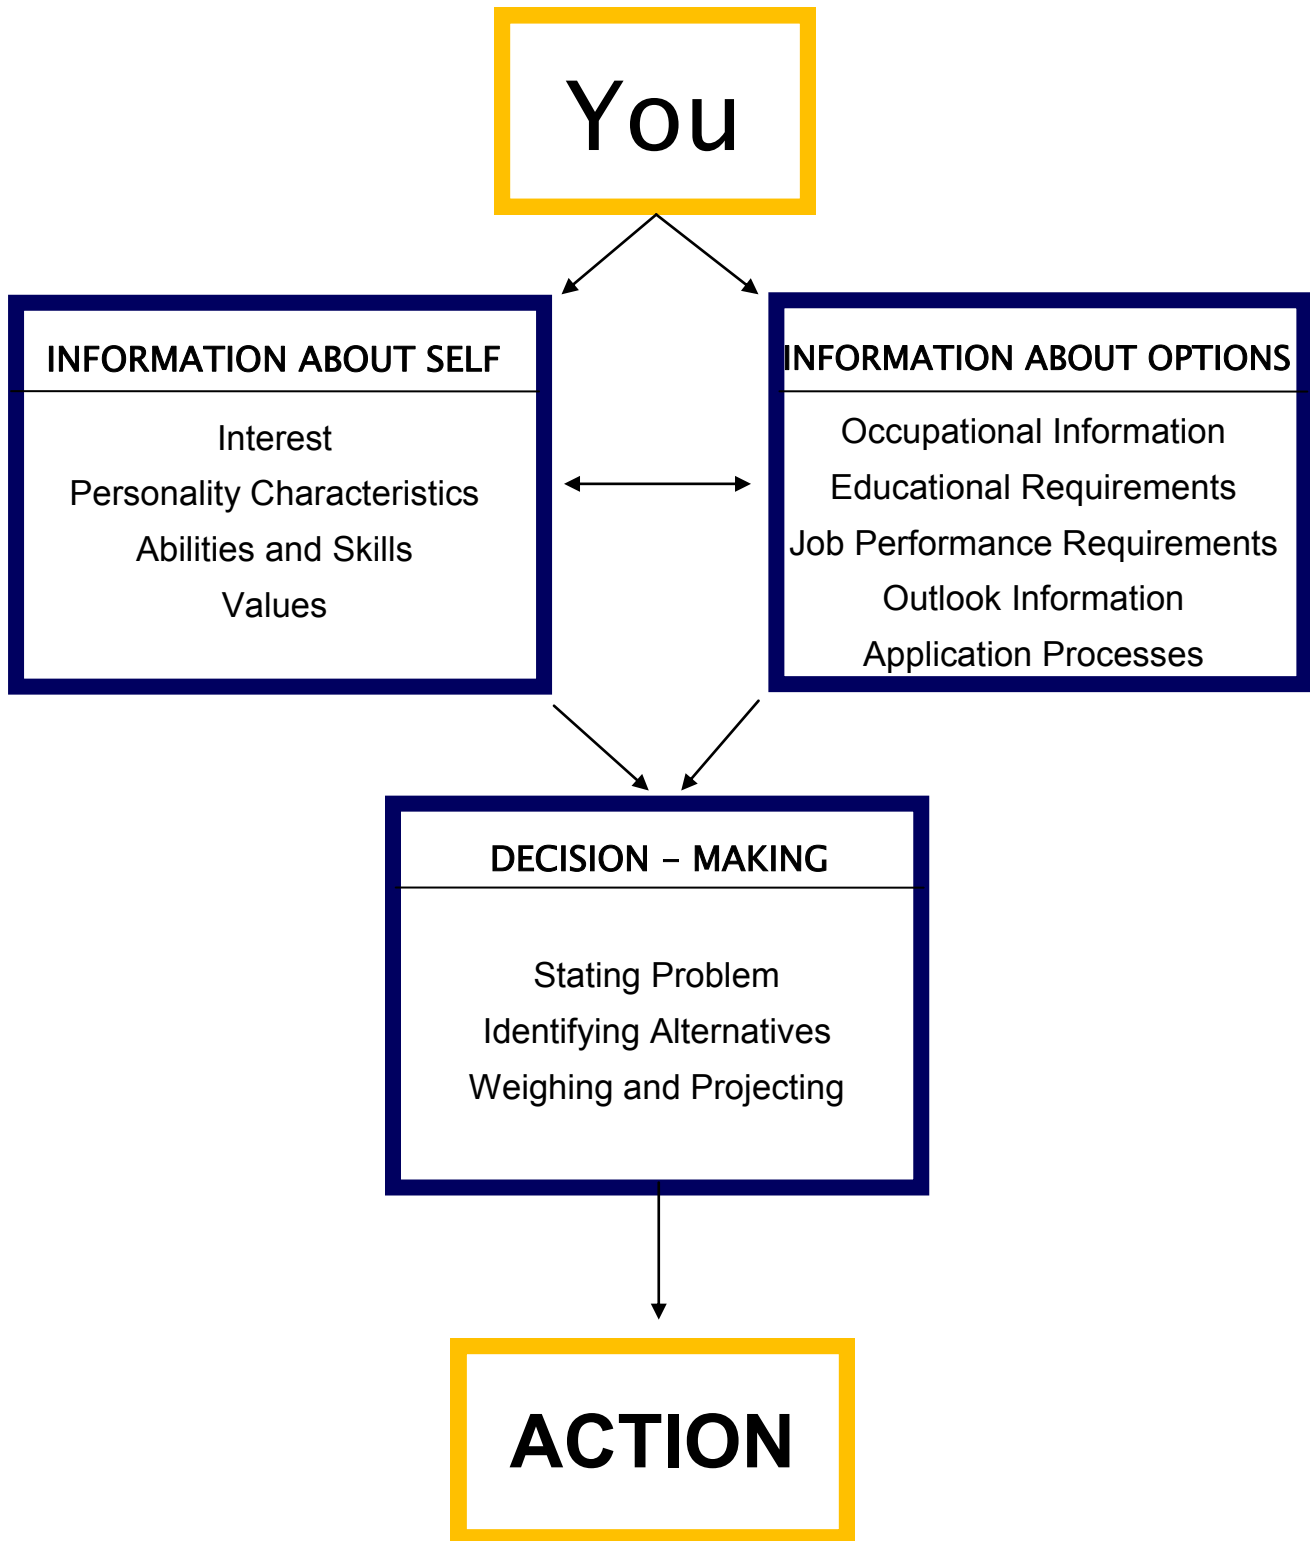 You
INFORMATION ABOUT SELF
Interest
Personality Characteristics
Abilities and Skills
Values
INFORMATION ABOUT OPTIONS
Occupational Information
Educational Requirements
Job Performance Requirements
Outlook Information
Application Processes
DECISION – MAKING
Stating Problem
Identifying Alternatives
Weighing and Projecting
ACTION